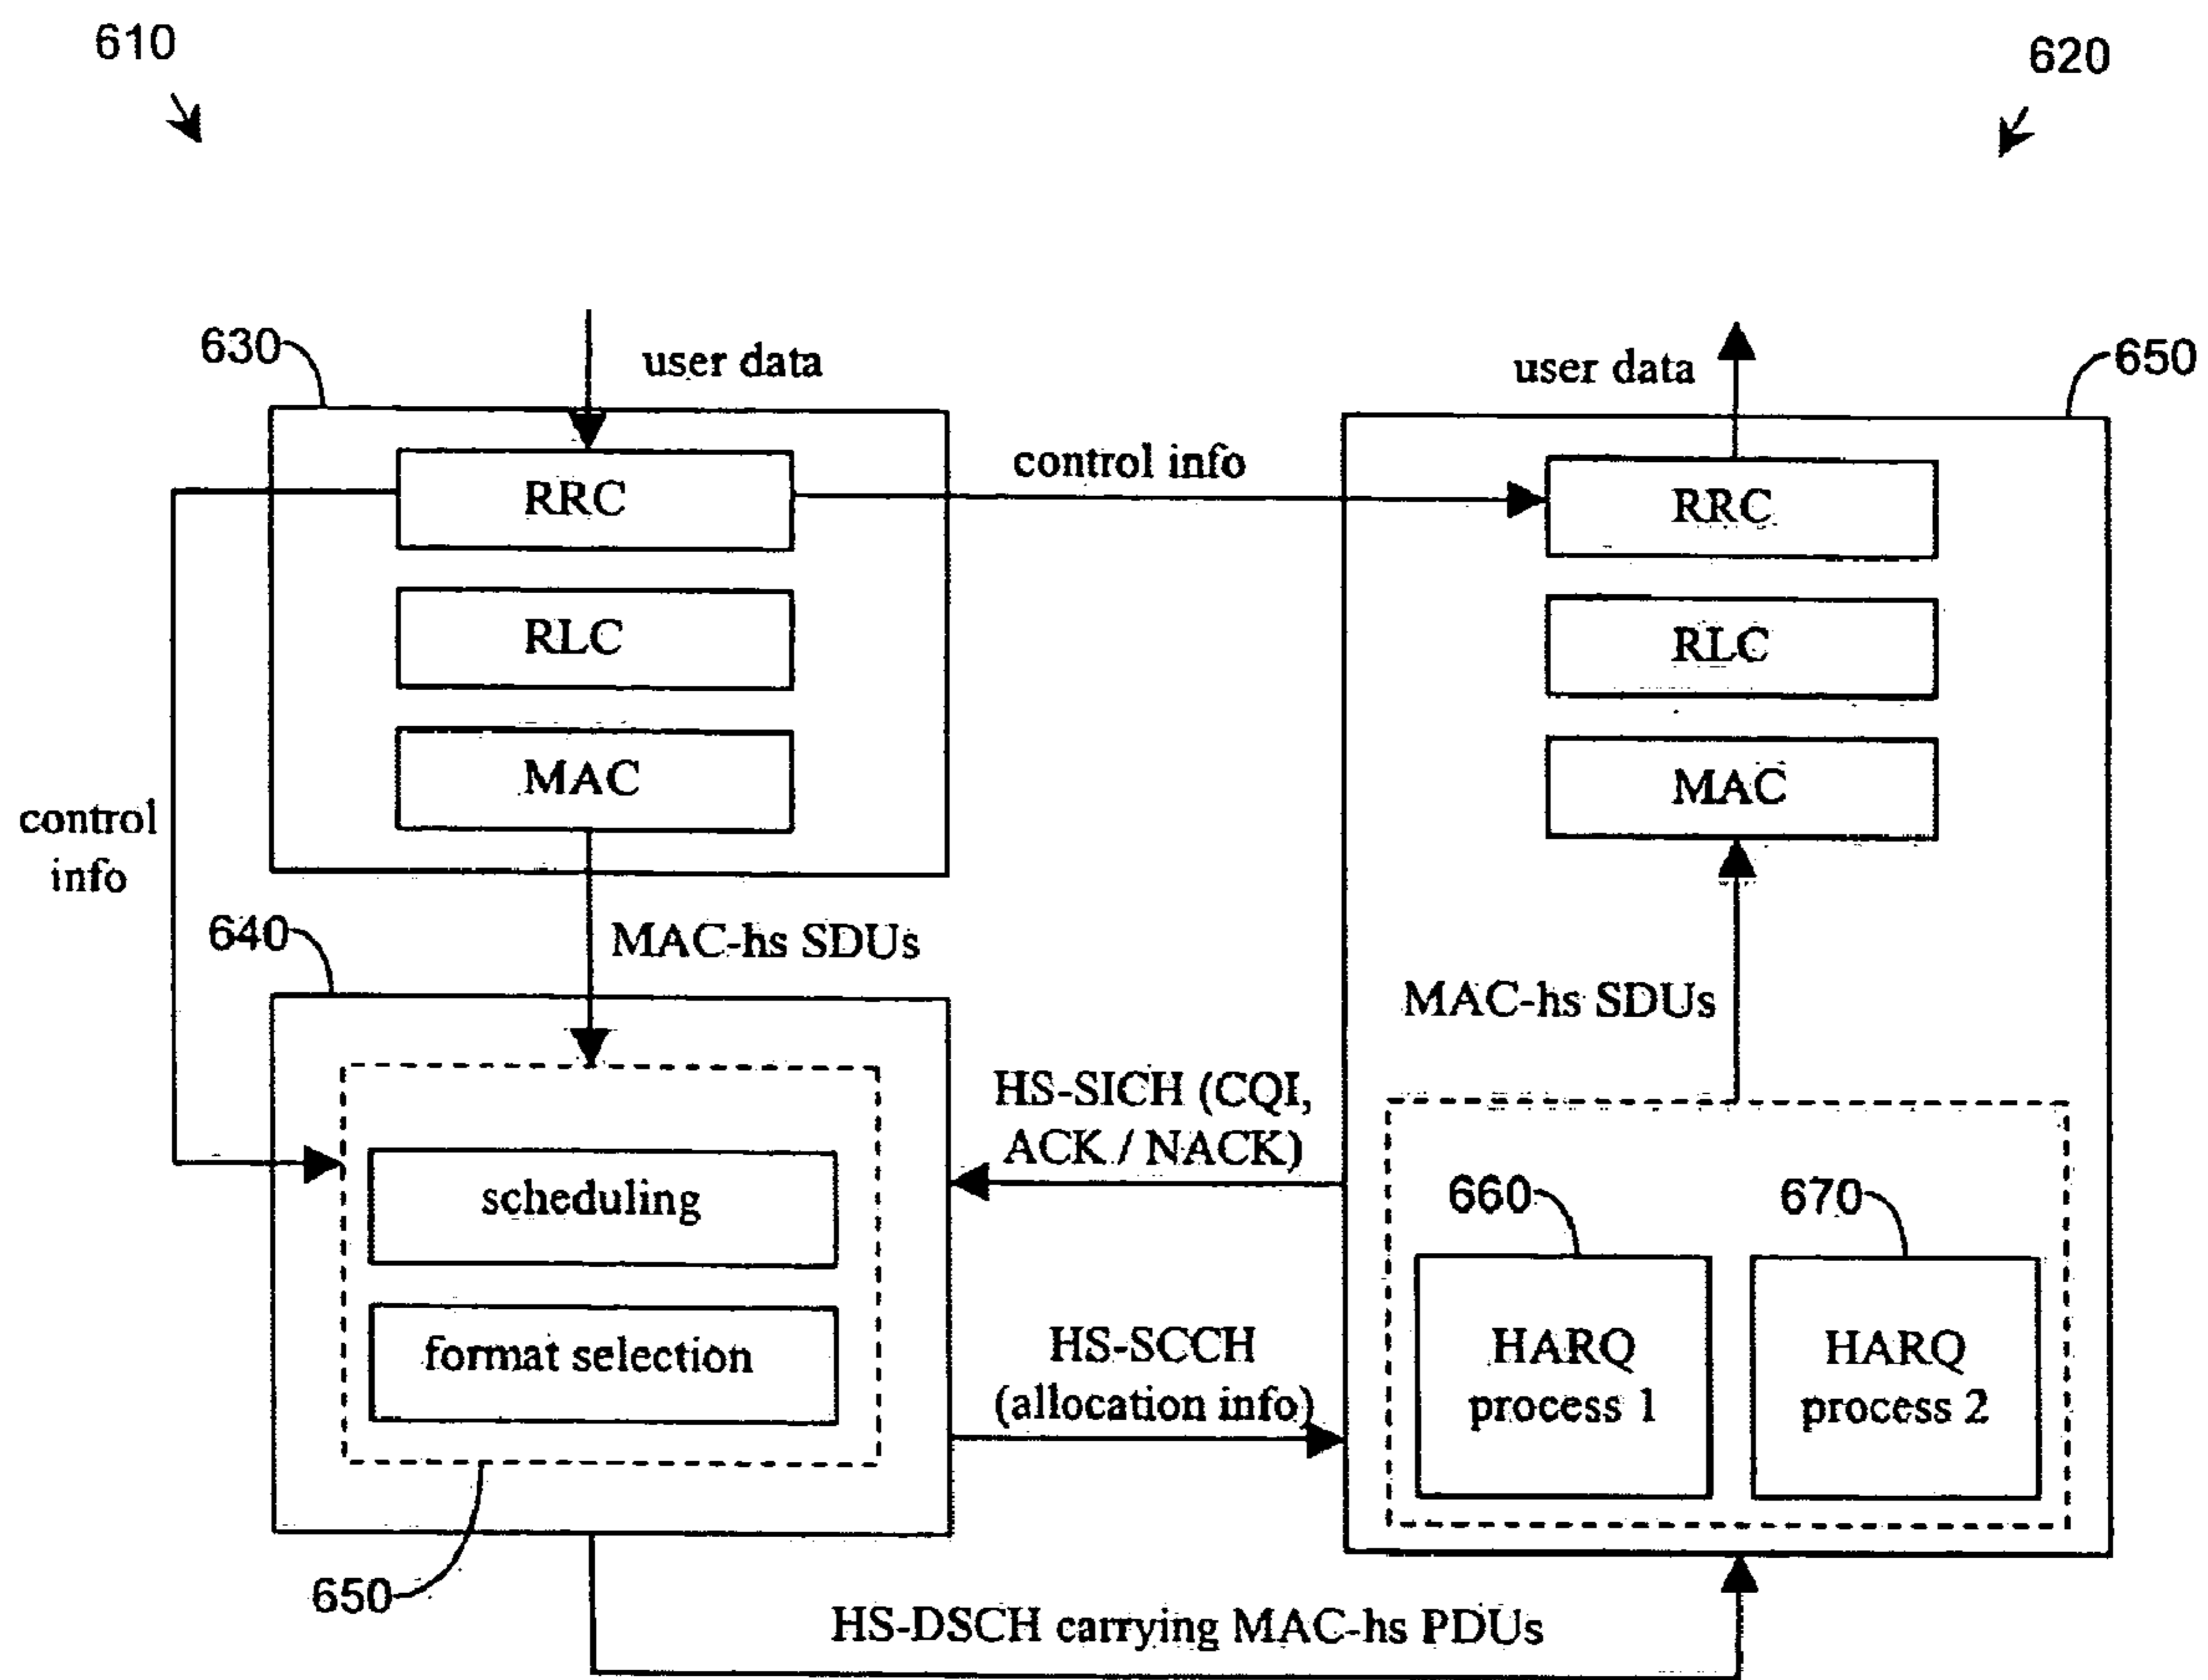 610
620
630
user data
user data
650
control info
RRC
RRC
RLC
RLC
MAC
MAC
control
info
640
MAC-hs SDUs
MAC-hs SDUs
HS-SICH (CQI,
ACK / NACK)
scheduling
660
670
format selection
HS-SCCH
(allocation info)
HARQ
process 1
HARQ
process 2
650
HS-DSCH carrying MAC-hs PDUs